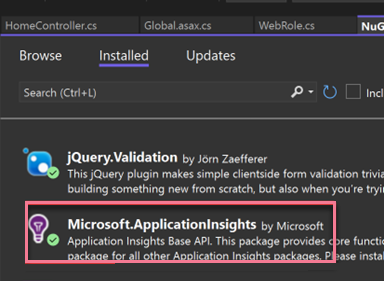 HomeController.cs Global.asax.cs WebRole.cs NuG
Browse Installed Updates
Search (Ctrl+L) Incl
jQuery.Validation by Jörn Zaefferer
This jQuery plugin makes simple clientside form validation trivia
building something new from scratch, but also when you're tryin
Microsoft.ApplicationInsights by Microsoft
Application Insights Base API. This package provides core functio
package for all other Application Insights packages. Please install